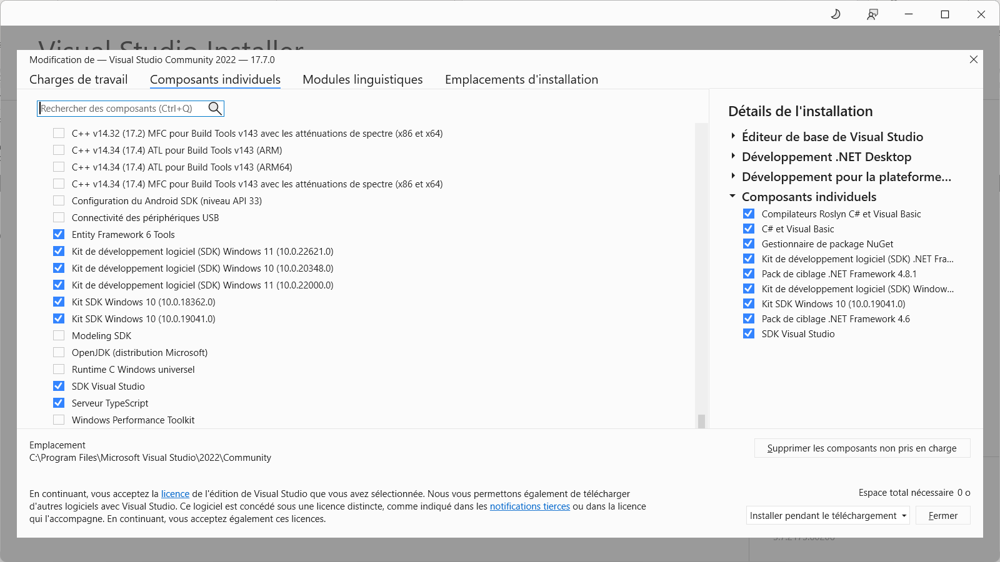 Visual Studio Installer
Modification de — Visual Studio Community 2022 — 17.7.0
Charges de travail
Composants individuels
Modules linguistiques
Emplacements d'installation
Rechercher des composants (Ctrl+Q)
C++ v14.32 (17.2) MFC pour Build Tools v143 avec les atténuations de spectre (x86 et x64)
C++ v14.34 (17.4) ATL pour Build Tools v143 (ARM)
C++ v14.34 (17.4) ATL pour Build Tools v143 (ARM64)
C++ v14.34 (17.4) MFC pour Build Tools v143 avec les atténuations de spectre (x86 et x64)
Configuration du Android SDK (niveau API 33)
Connectivité des périphériques USB
Entity Framework 6 Tools
Kit de développement logiciel (SDK) Windows 11 (10.0.22621.0)
Kit de développement logiciel (SDK) Windows 10 (10.0.20348.0)
Kit de développement logiciel (SDK) Windows 11 (10.0.22000.0)
Kit SDK Windows 10 (10.0.18362.0)
Kit SDK Windows 10 (10.0.19041.0)
Modeling SDK
OpenJDK (distribution Microsoft)
Runtime C Windows universel
SDK Visual Studio
Serveur TypeScript
Windows Performance Toolkit
Détails de l'installation
Éditeur de base de Visual Studio
Développement .NET Desktop
Développement pour la plateforme...
Composants individuels
Compilateurs Roslyn C# et Visual Basic
C# et Visual Basic
Gestionnaire de package NuGet
Kit de développement logiciel (SDK) .NET Fra...
Pack de ciblage .NET Framework 4.8.1
Kit de développement logiciel (SDK) Window...
Kit SDK Windows 10 (10.0.19041.0)
Pack de ciblage .NET Framework 4.6
SDK Visual Studio
Emplacement
C:\Program Files\Microsoft Visual Studio\2022\Community
Supprimer les composants non pris en charge
En continuant, vous acceptez la licence de l'édition de Visual Studio que vous avez sélectionnée. Nous vous permettons également de télécharger
d'autres logiciels avec Visual Studio. Ce logiciel est concédé sous une licence distincte, comme indiqué dans les notifications tierces ou dans la licence
qui l'accompagne. En continuant, vous acceptez également ces licences.
Espace total nécessaire 0 o
Installer pendant le téléchargement
Fermer